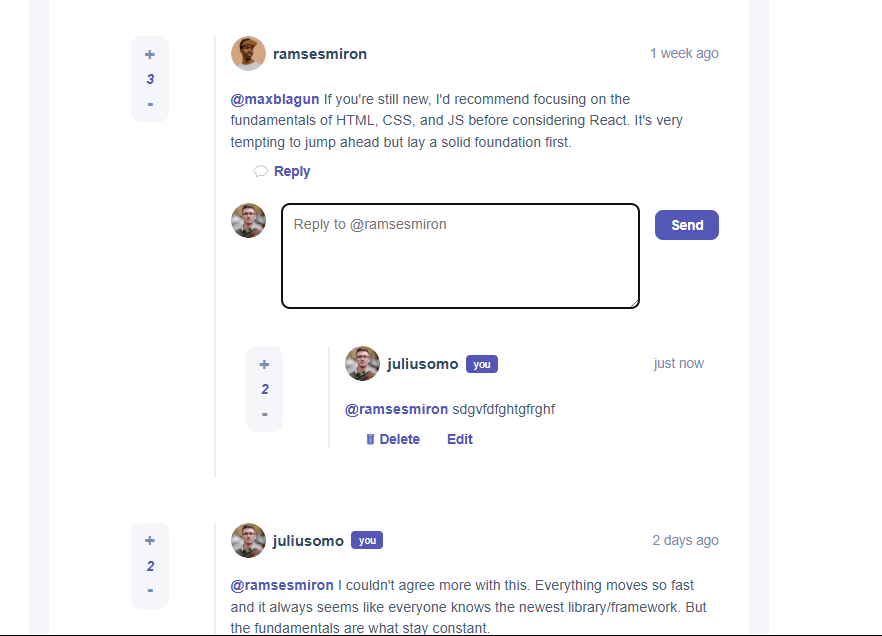 +
ramsesmiron 1 week ago
3
-
@maxblagun If you're still new, I'd recommend focusing on the
fundamentals of HTML, CSS, and JS before considering React. It's very
tempting to jump ahead but lay a solid foundation first.
Reply
Reply to @ramsesmiron
Send
+
juliusomo you just now
2
-
@ramsesmiron sdgvfdfghtgfrghf
Delete Edit
+
juliusomo you 2 days ago
2
-
@ramsesmiron I couldn't agree more with this. Everything moves so fast
and it always seems like everyone knows the newest library/framework. But
the fundamentals are what stay constant.